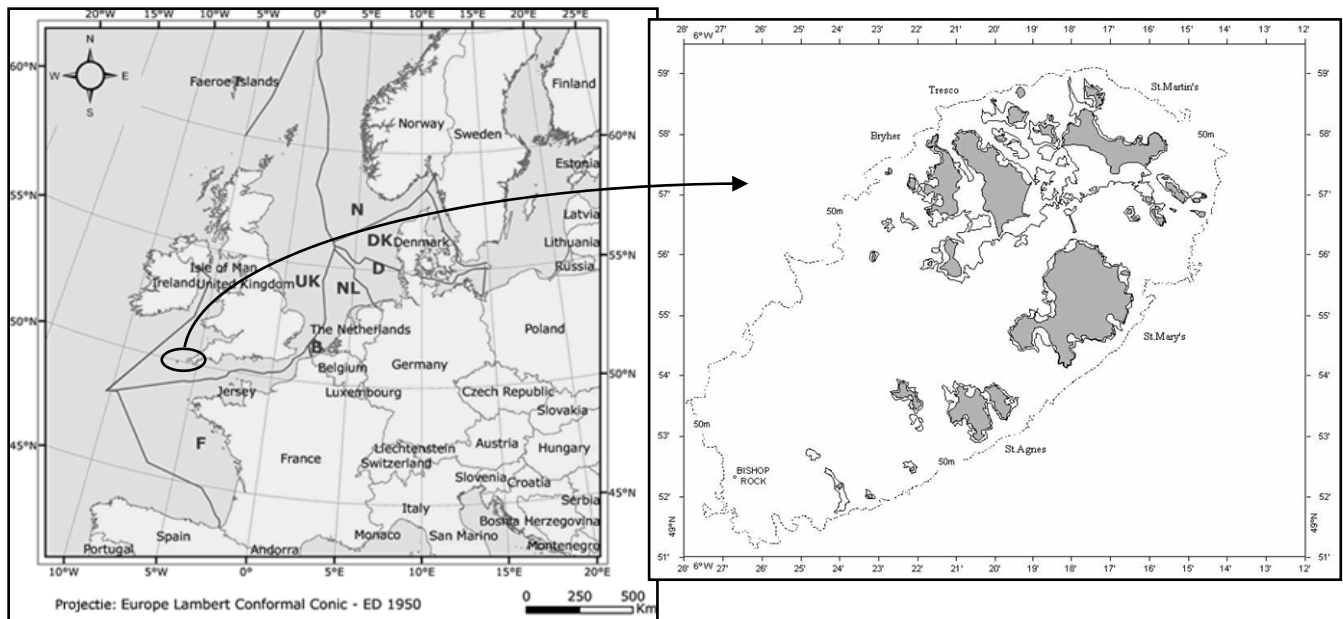 20°W 15°W 10°W 5°W 0° 5°E 10°E 15°E 20°E 25°E
N
W E
S
60°N
55°N
50°N
45°N
60°N
55°N
50°N
45°N
Faeroe Islands
Finland
Norway
Sweden
Estonia
Latvia
Lithuania
Russia
N
DK
Denmark
D
UK
NL
Isle of Man
Ireland
United Kingdom
The Netherlands
B
Belgium
Germany
Poland
Jersey
Luxembourg
Czech Republic
Slovakia
F
France
Liechtenstein
Switzerland
Austria
Hungary
Slovenia
Croatia
Serbia
Italy
Bosnia Herzegovina
Portugal
Spain
Andorra
Monaco
San Marino
Montenegro
10°W 5°W 0° 5°E 10°E 15°E 20°E
Projectie: Europe Lambert Conformal Conic - ED 1950
0 250 500
Km
28' 27' 26' 25' 24' 23' 22' 21' 20' 19' 18' 17' 16' 15' 14' 13' 12'
6°W
59'
58'
57'
56'
55'
54'
53'
52'
49°N
51'
59'
58'
57'
56'
55'
54'
53'
52'
49°N
51'
Tresco
St.Martin's
Bryher
50m
50m
St.Mary's
50m
50m
St.Agnes
BISHOP
ROCK
6°W
28' 27' 26' 25' 24' 23' 22' 21' 20' 19' 18' 17' 16' 15' 14' 13' 12'